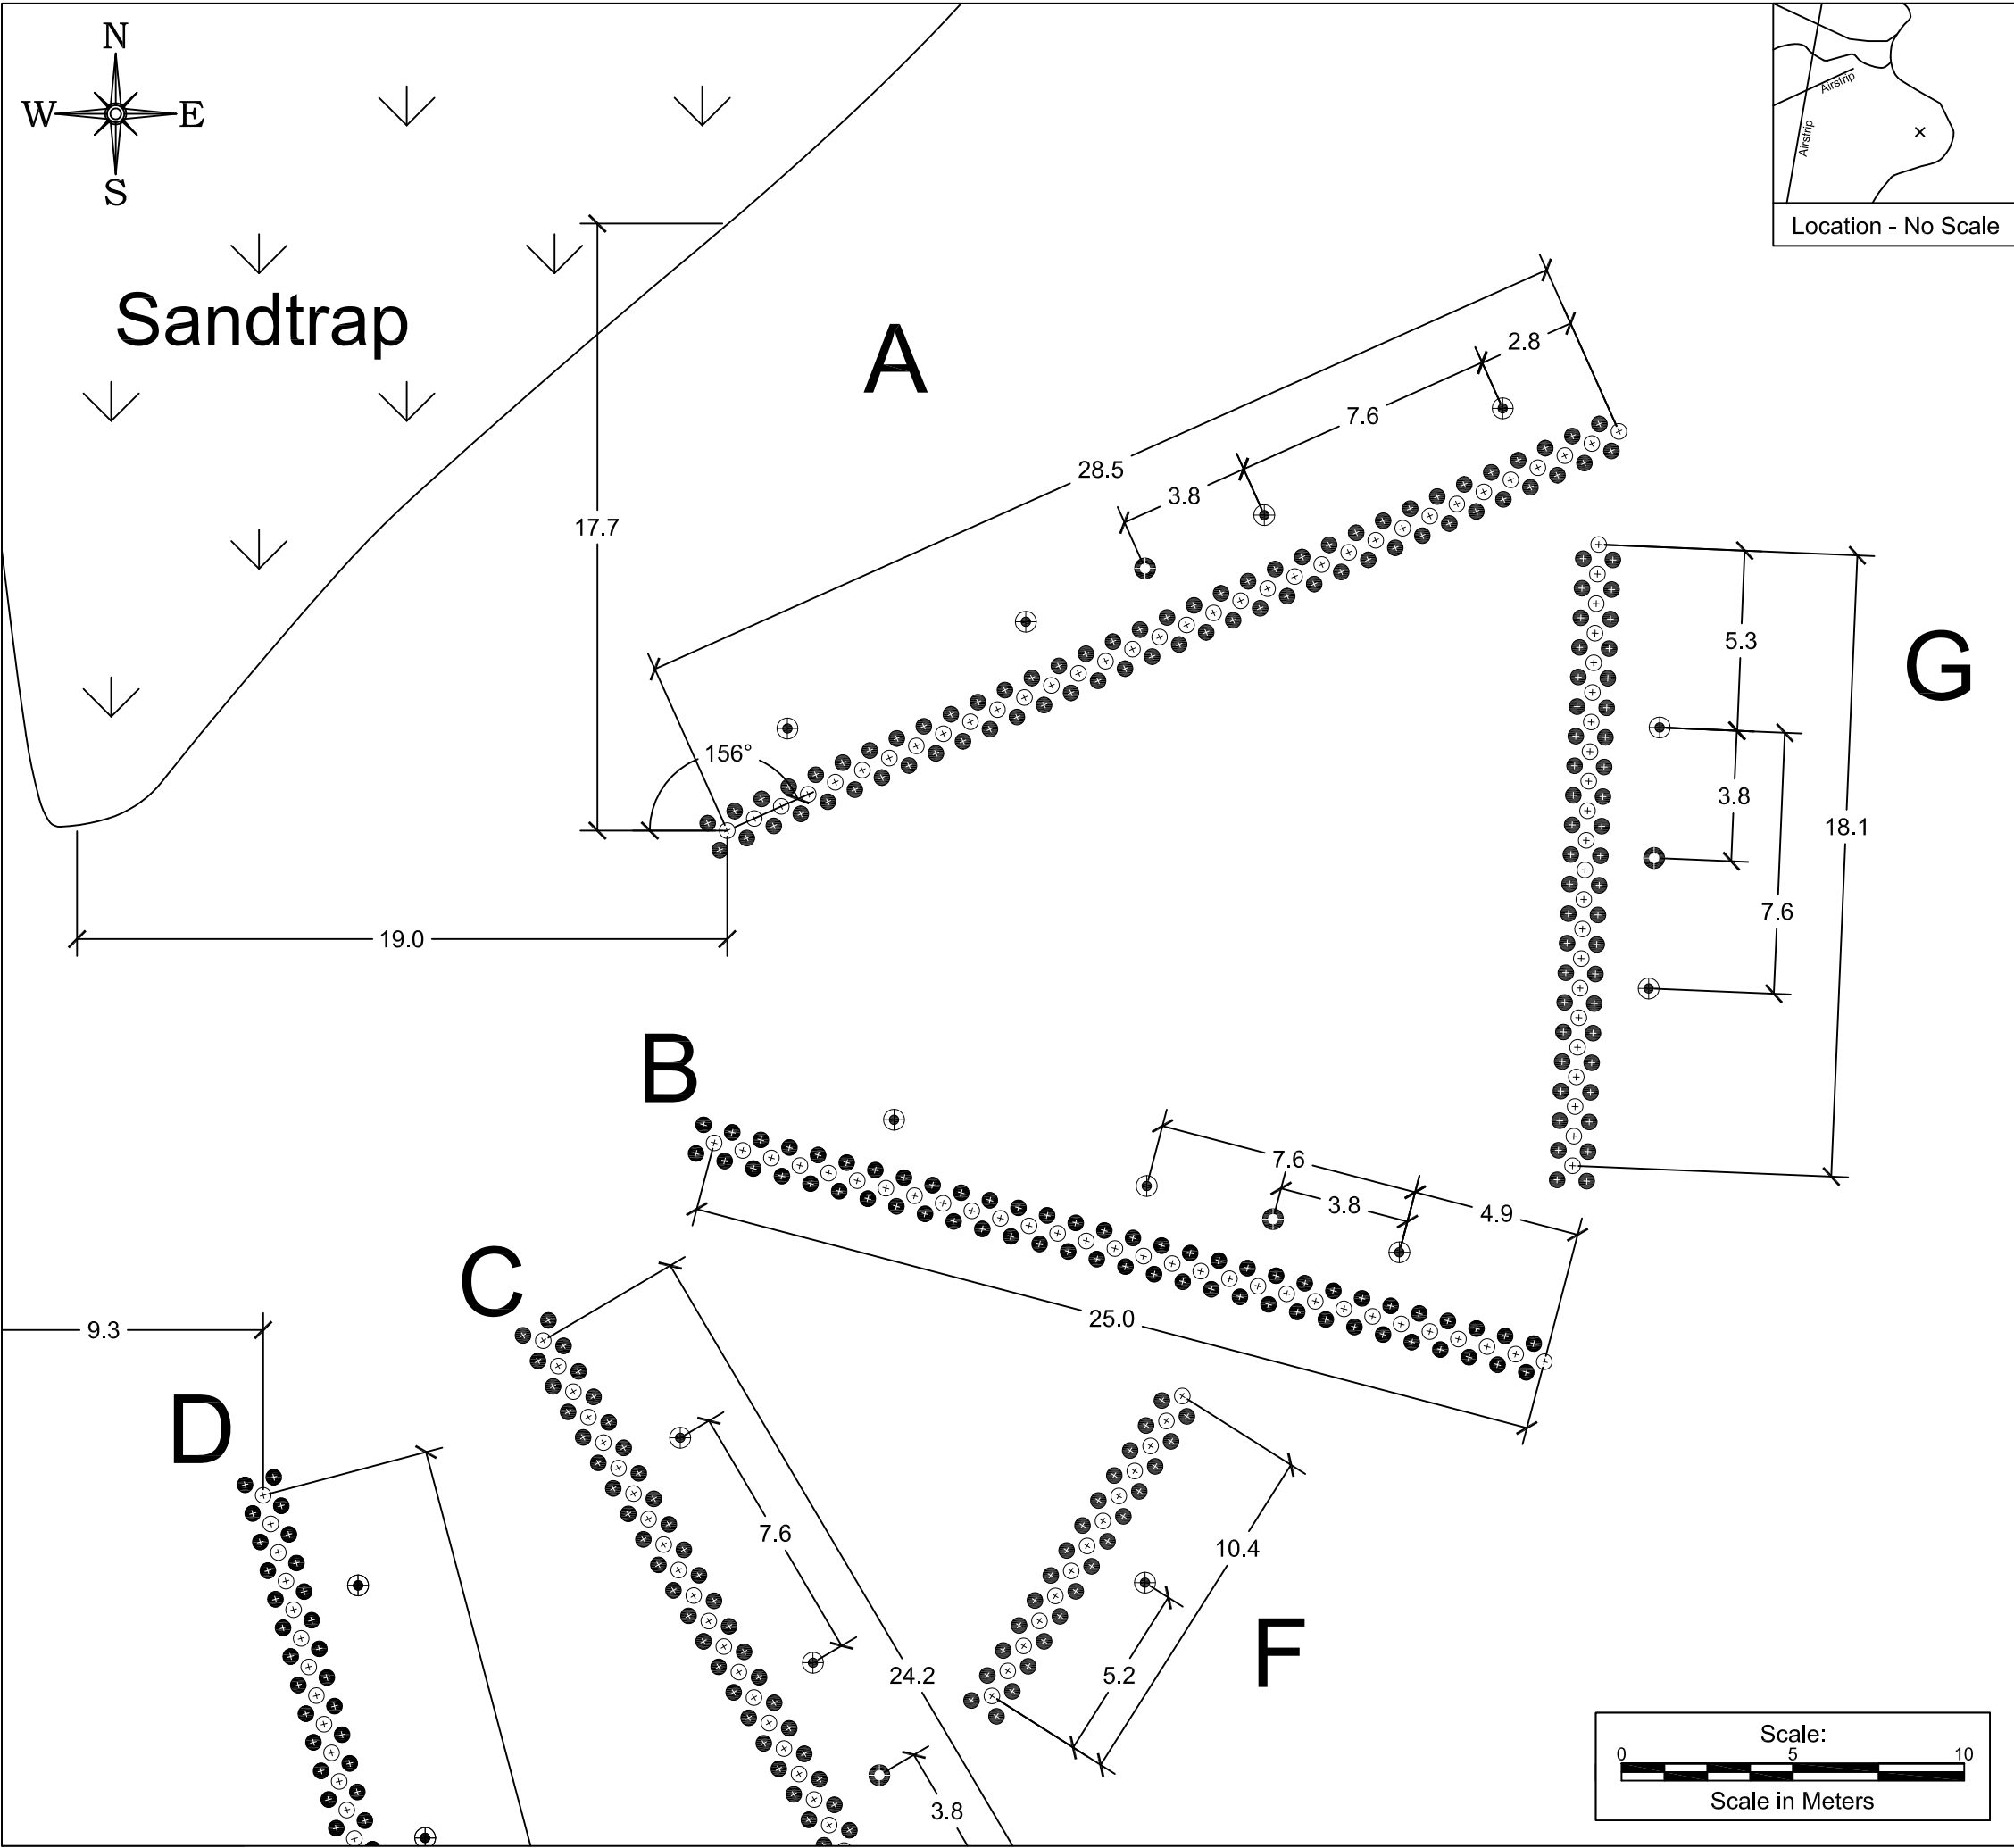 N
W E
S
Sandtrap
Airstrip
Airstrip
Location - No Scale
A
2.8
7.6
28.5
3.8
17.7
156°
19.0
5.3
G
3.8
18.1
7.6
B
7.6
3.8
4.9
25.0
C
9.3
D
7.6
10.4
24.2
5.2
F
3.8
Scale:
0 5 10
Scale in Meters